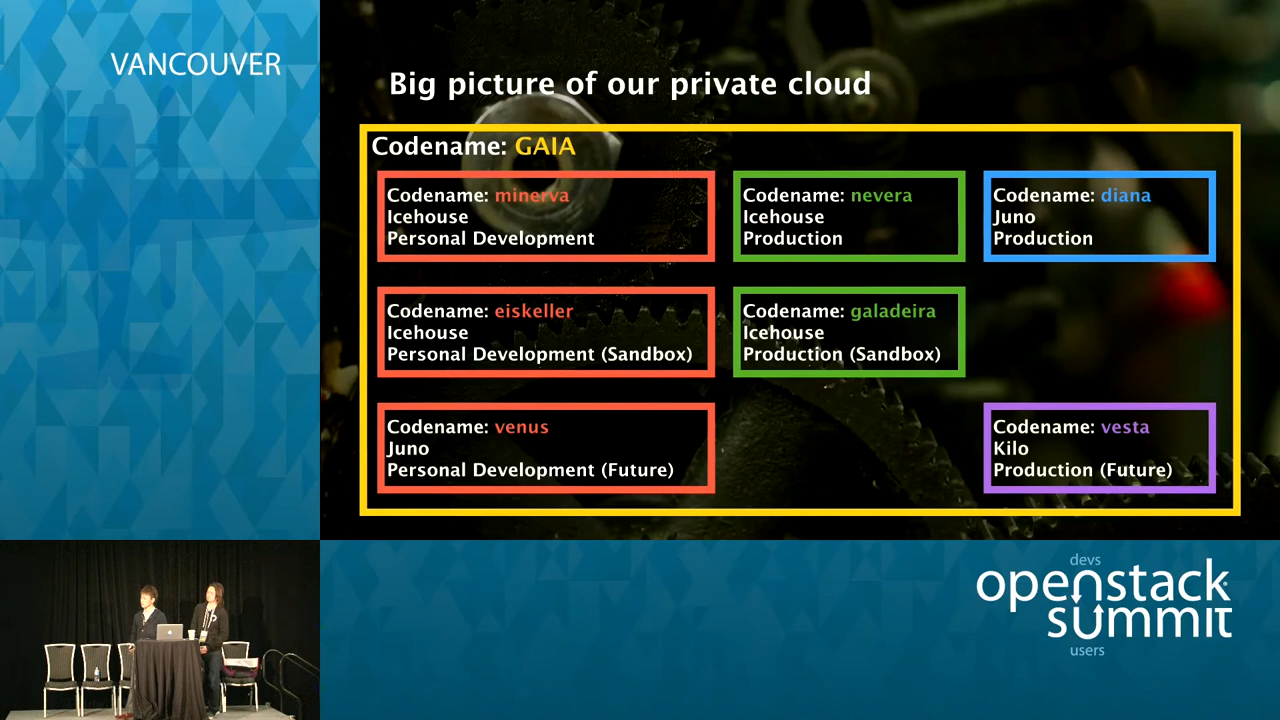 VANCOUVER
Big picture of our private cloud
Codename: GAIA
Codename: minerva
Icehouse
Personal Development
Codename: nevera
Icehouse
Production
Codename: diana
Juno
Production
Codename: eiskeller
Icehouse
Personal Development (Sandbox)
Codename: galadeira
Icehouse
Production (Sandbox)
Codename: venus
Juno
Personal Development (Future)
Codename: vesta
Kilo
Production (Future)
devs
openstack
summit
users